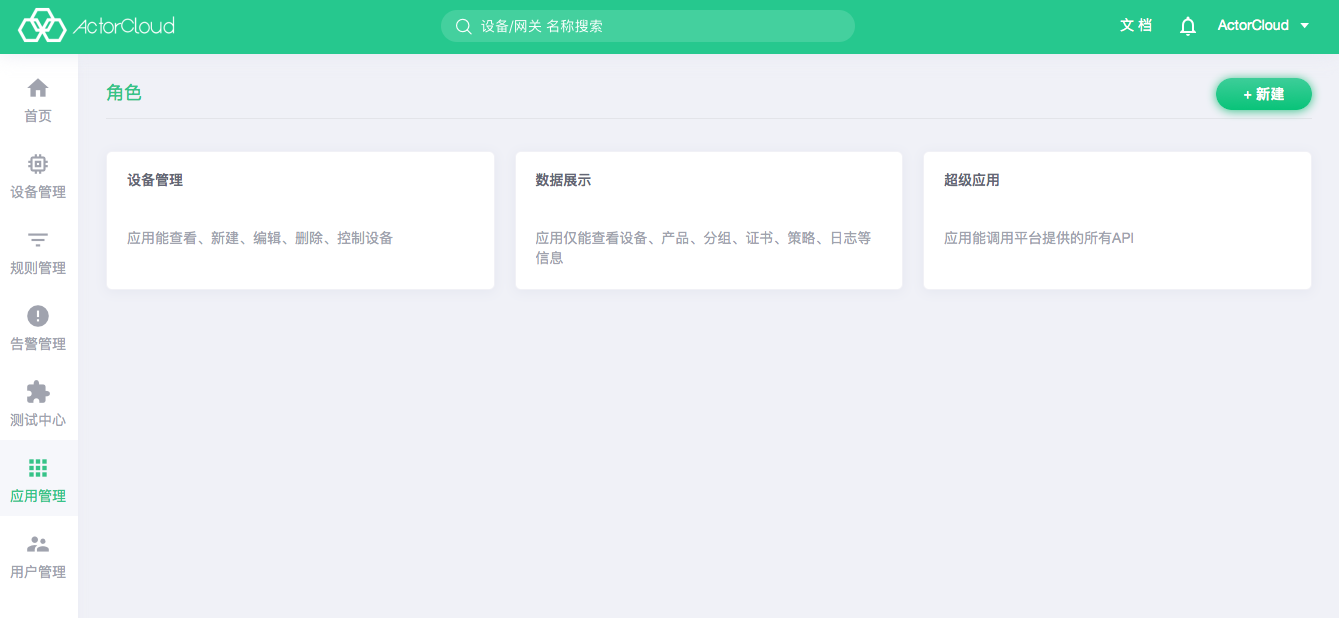 ActorCloud
设备/网关 名称搜索
文 档
ActorCloud
首页
设备管理
规则管理
告警管理
测试中心
应用管理
用户管理
角色
+ 新建
设备管理
应用能查看、新建、编辑、删除、控制设备
数据展示
应用仅能查看设备、产品、分组、证书、策略、日志等
信息
超级应用
应用能调用平台提供的所有API